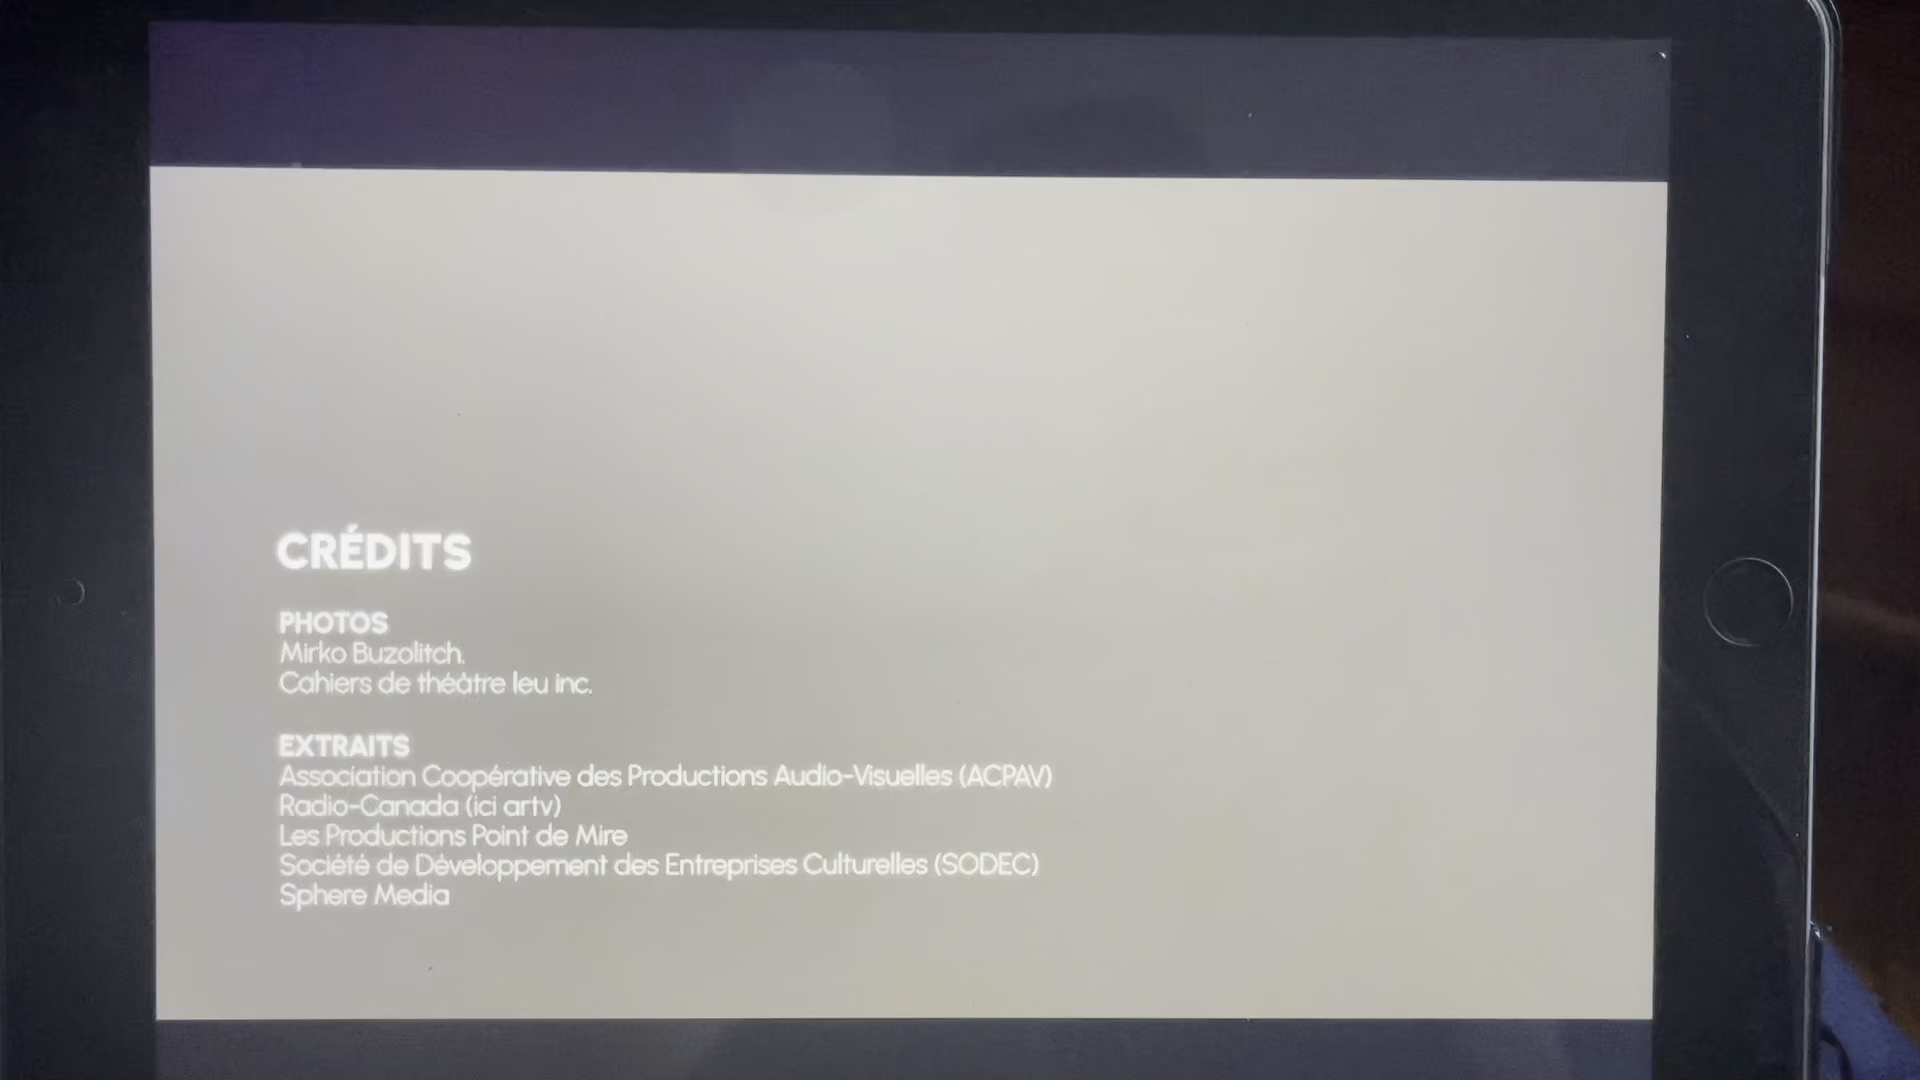 CRÉDITS
PHOTOS
Mirko Buzolitch.
Cahiers de théâtre leu inc.
EXTRAITS
Association Coopérative des Productions Audio-Visuelles (ACPAV)
Radio-Canada (ici artv)
Les Productions Point de Mire
Société de Développement des Entreprises Culturelles (SODEC)
Sphere Media